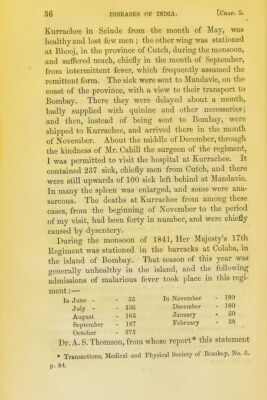 36 DISEASES OF INDIA. [CHAP. I.
Kurrachee in Scinde from the month of May, was
healthy and lost few men ; the other wing was stationed
at Bhooj, in the province of Cutch, during the monsoon,
and suffered much, chiefly in the month of September,
from intermittent fever, which frequently assumed the
remittent form. The sick were sent to Mandavie, on the
coast of the province, with a view to their transport to
Bombay. There they were delayed about a month,
badly supplied with quinine and other necessaries;
and then, instead of being sent to Bombay, were
shipped to Kurrachee, and arrived there in the month
of November. About the middle of December, through
the kindness of Mr. Cahill the surgeon of the regiment,
I was permitted to visit the hospital at Kurrachee. It
contained 237 sick, chiefly men from Cutch, and there
were still upwards of 100 sick left behind at Mandavie.
In many the spleen was enlarged, and some were ana-
sarcous. The deaths at Kurrachee from among these
cases, from the beginning of November to the period
of my visit, had been forty in number, and were chiefly
caused by dysentery.
During the monsoon of 1841, Her Majesty's 17th
Regiment was stationed in the barracks at Colaba, in
the island of Bombay. That season of this year was
generally unhealthy in the island, and the following
admissions of malarious fever took place in this regi-
ment :—
In June - - 55 In November - 180
July - - 136 December - 180
August - 165 January - 50
September - 187 February - 38
October - 375
Dr. A. S. Thomson, from whose report* this statement
* Transactions, Medical and Physical Society of Bombay, No. 5.
p. 84.